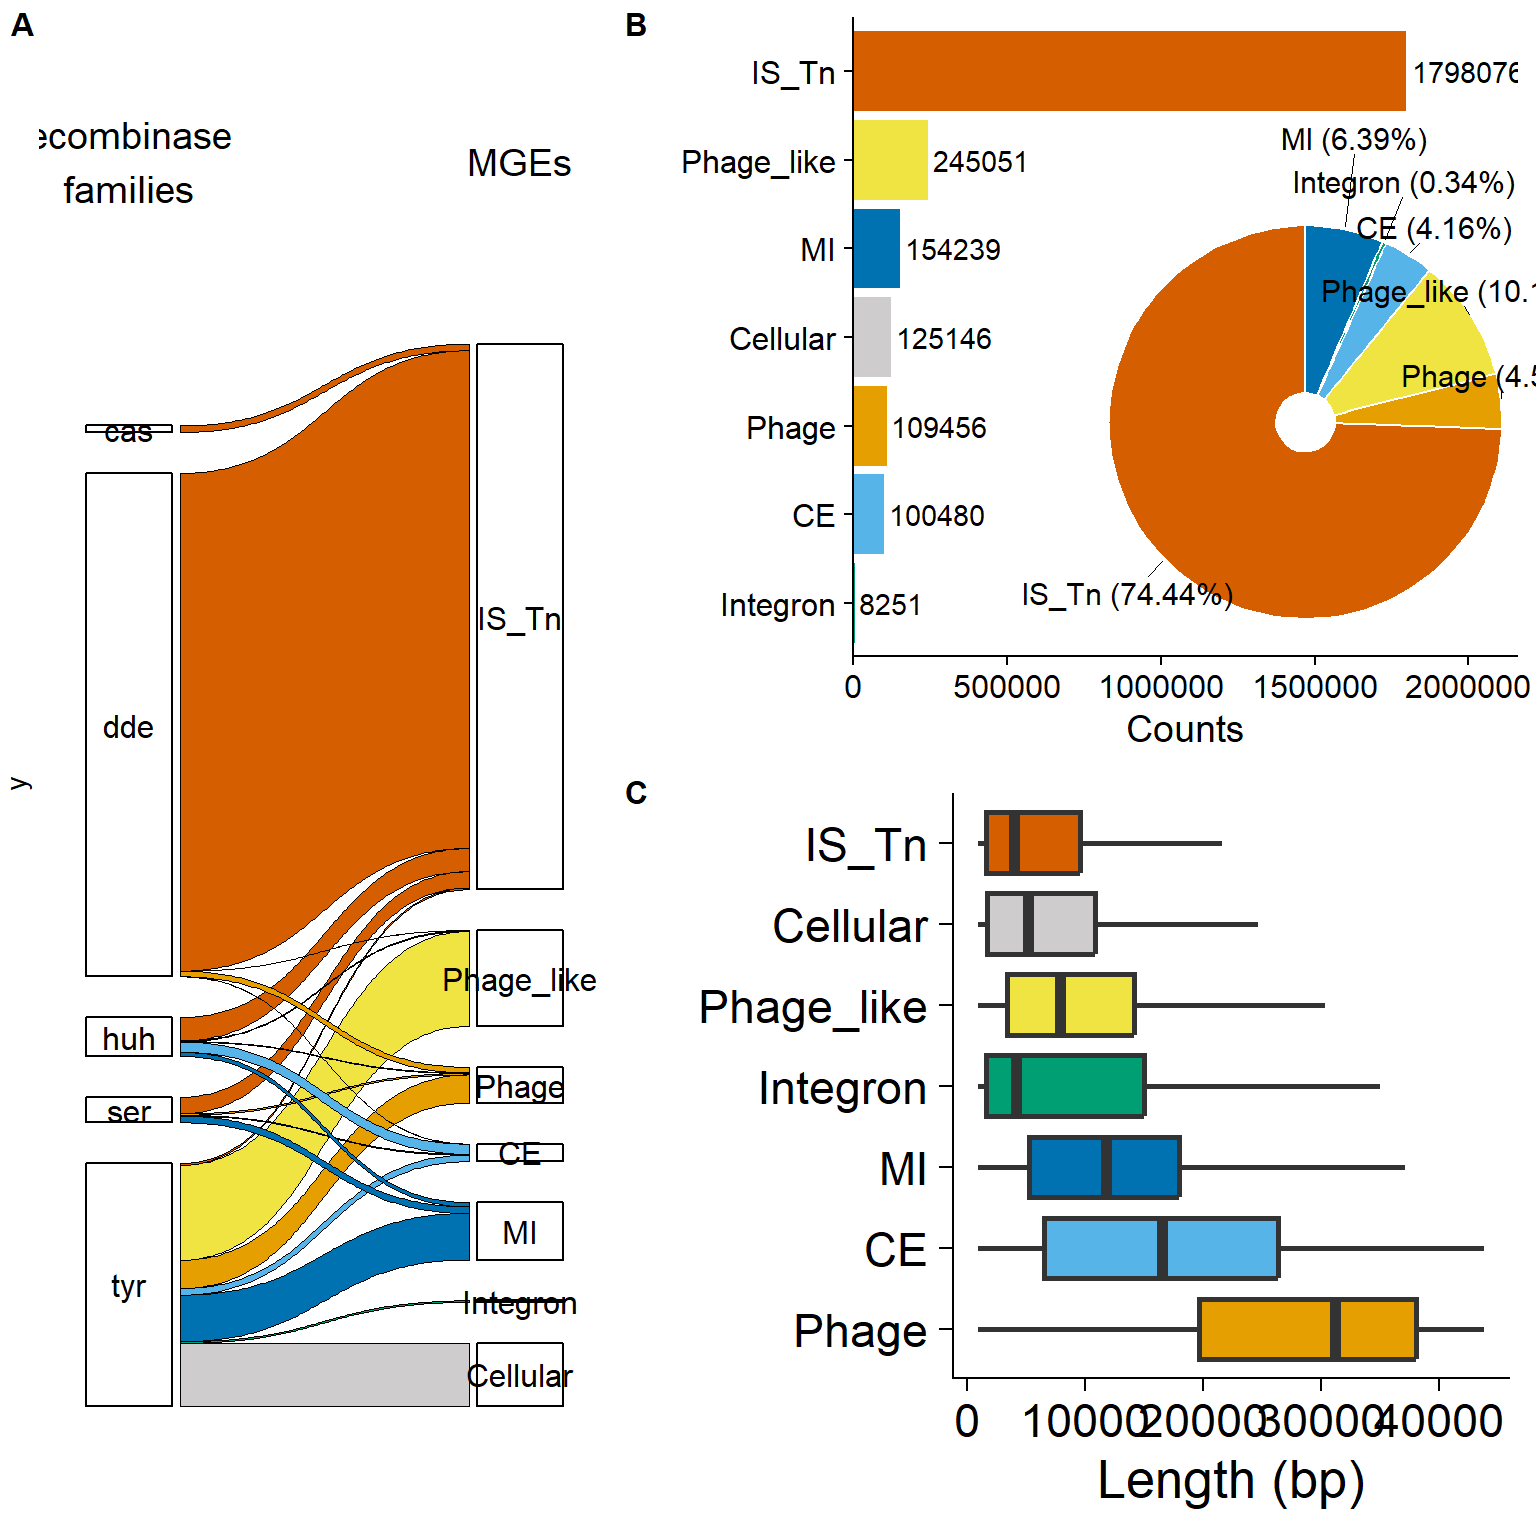 A
ecombinase
families
MGEs
y
cas
dde
huh
ser
tyr
IS_Tn
Phage_like
Phage
CE
MI
Integron
Cellular
B
IS_Tn
1798076
Phage_like
245051
MI
154239
Cellular
125146
Phage
109456
CE
100480
Integron
8251
MI (6.39%)
Integron (0.34%)
CE (4.16%)
Phage_like (10.
Phage (4.5
IS_Tn (74.44%)
0 500000 1000000 1500000 2000000
Counts
C
IS_Tn
Cellular
Phage_like
Integron
MI
CE
Phage
0 10000 20000 30000 40000
Length (bp)